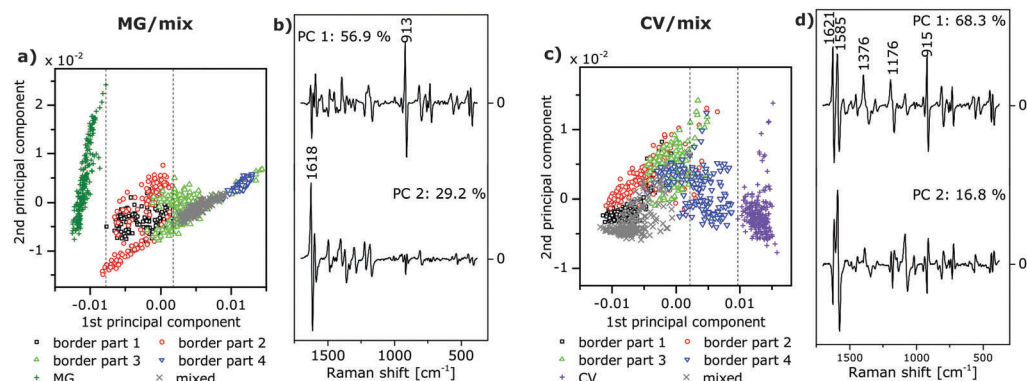 MG/mix
a)
x 10⁻²
2
1
0
-1
2nd principal component
-0.01
0.00
0.01
1st principal component
border part 1
border part 2
border part 3
border part 4
MG
mixed
b)
PC 1: 56.9 %
913
0
1618
PC 2: 29.2 %
0
1500
1000
500
Raman shift [cm⁻¹]
CV/mix
c)
x 10⁻²
2
1
0
-1
2nd principal component
-0.01
0.00
0.01
1st principal component
border part 1
border part 2
border part 3
border part 4
CV
mixed
d)
PC 1: 68.3 %
1621
1585
1376
1176
915
0
PC 2: 16.8 %
0
1500
1000
500
Raman shift [cm⁻¹]